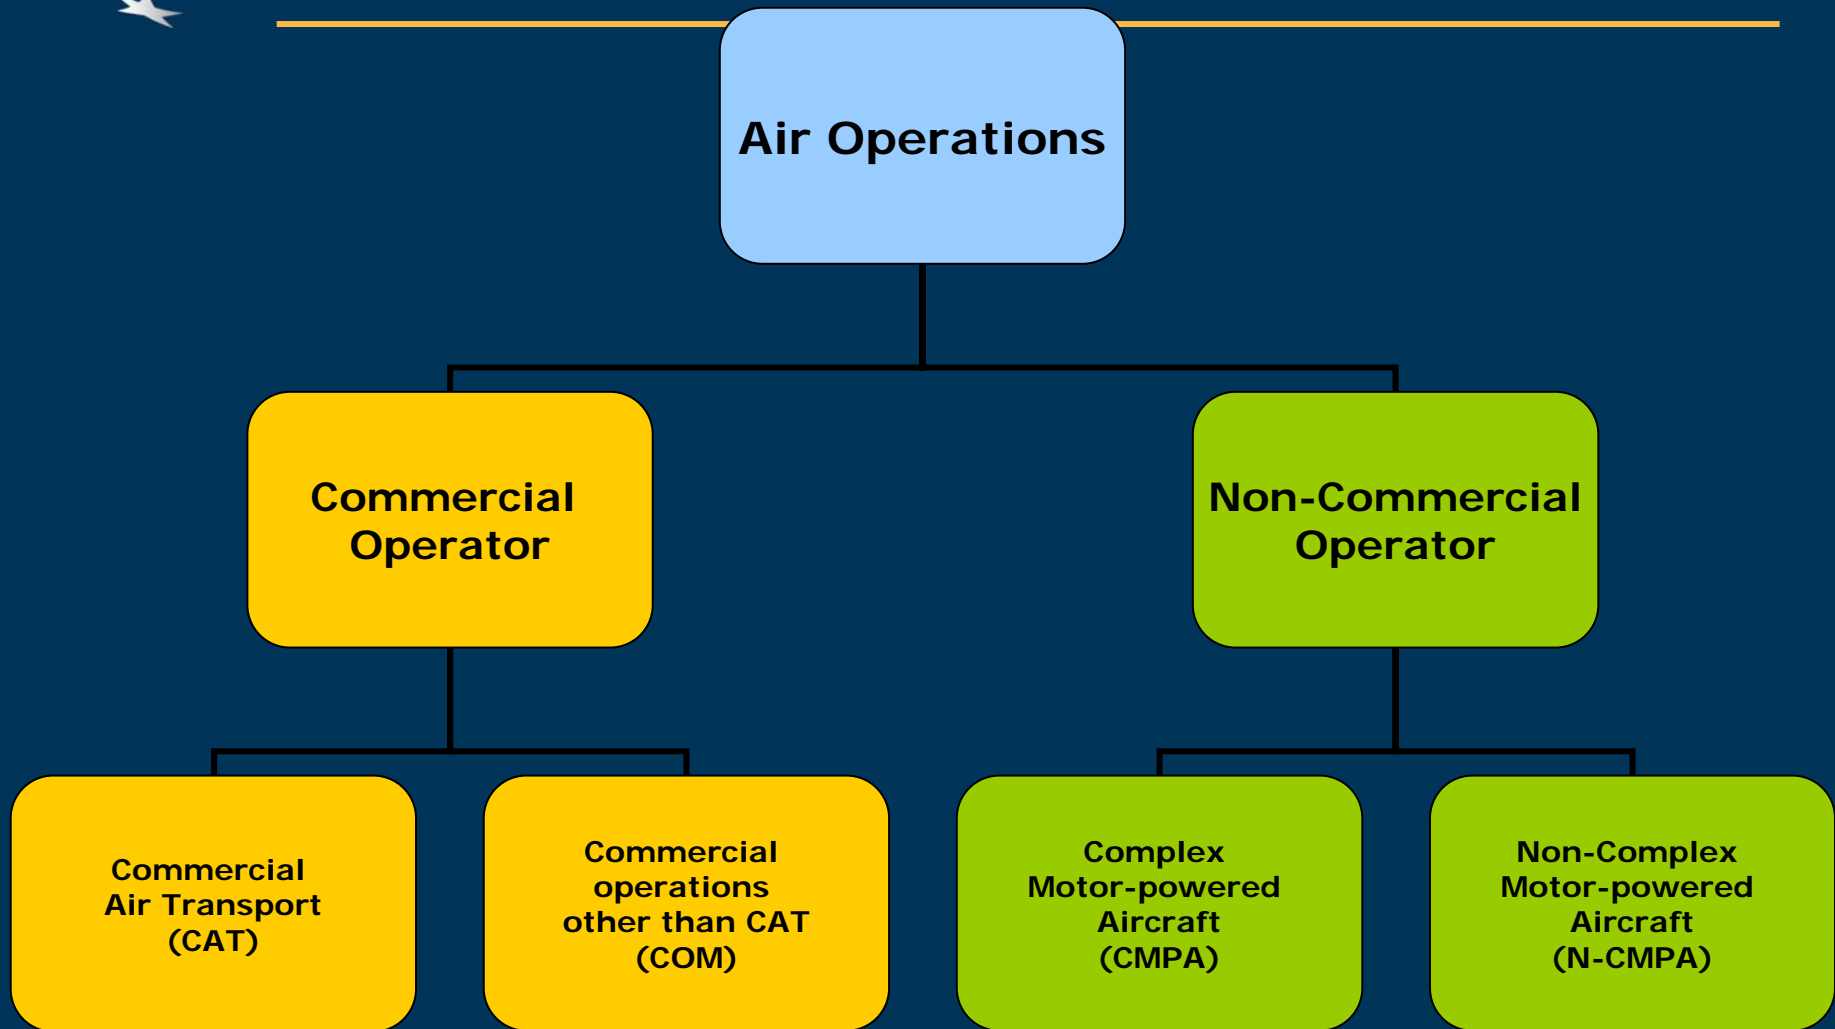 Air Operations
Commercial
Operator
Non-Commercial
Operator
Commercial
Air Transport
(CAT)
Commercial
operations
other than CAT
(COM)
Complex
Motor-powered
Aircraft
(CMPA)
Non-Complex
Motor-powered
Aircraft
(N-CMPA)